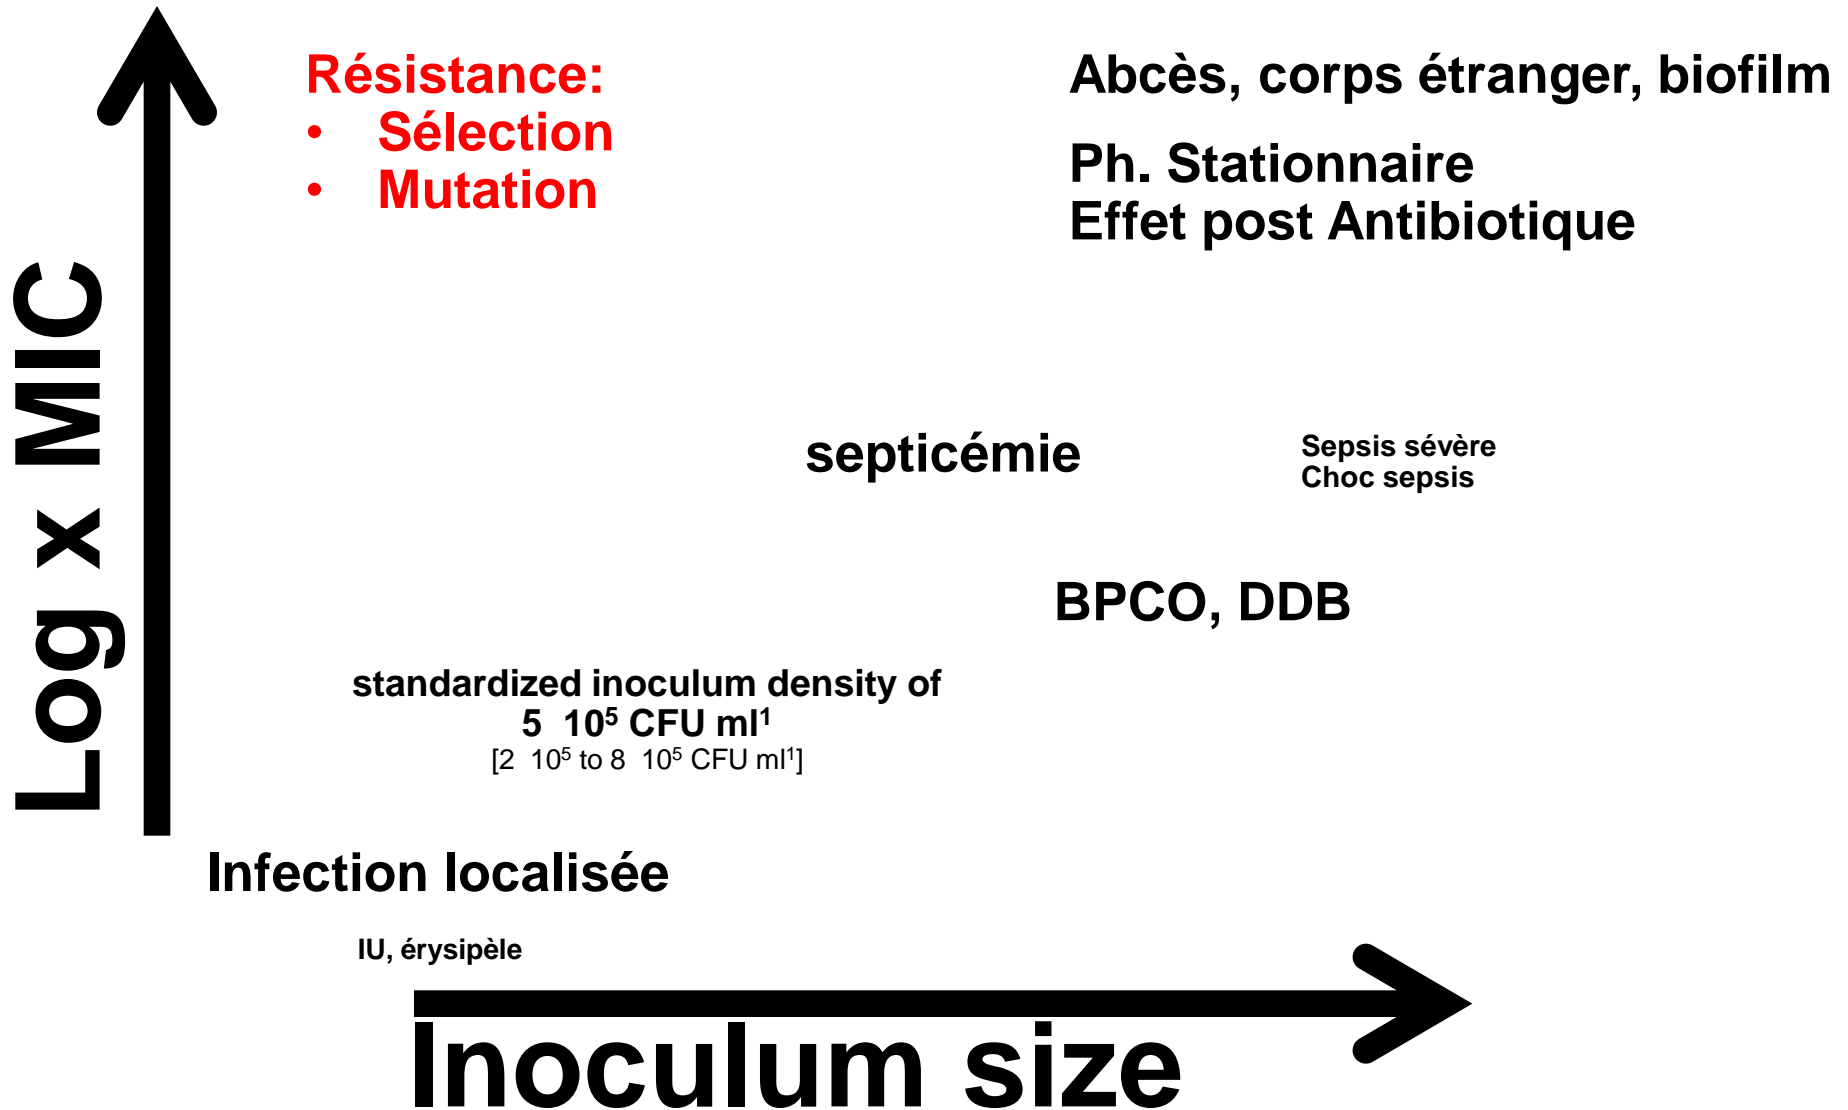 Résistance:
• Sélection
• Mutation
Abcès, corps étranger, biofilm
Ph. Stationnaire
Effet post Antibiotique
Log x MIC
septicémie
Sepsis sévère
Choc sepsis
BPCO, DDB
standardized inoculum density of
5 10⁵ CFU ml¹
[2 10⁵ to 8 10⁵ CFU ml¹]
Infection localisée
IU, érysipèle
Inoculum size